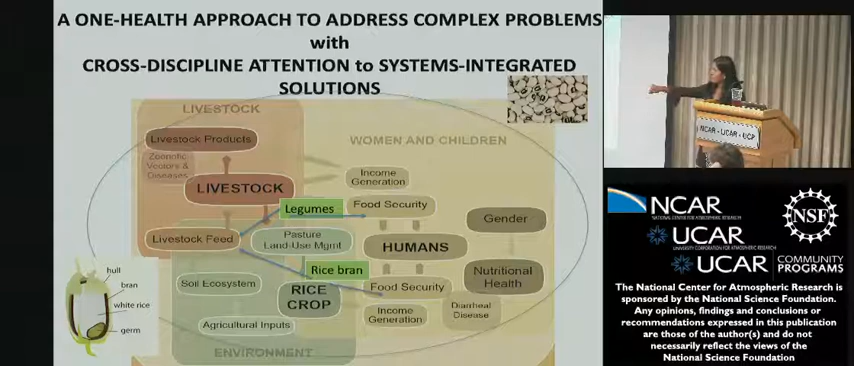 A ONE-HEALTH APPROACH TO ADDRESS COMPLEX PROBLEMS
with
CROSS-DISCIPLINE ATTENTION to SYSTEMS-INTEGRATED
SOLUTIONS
LIVESTOCK
Livestock Products
Zoonotic
Vectors &
Diseases
LIVESTOCK
Livestock Feed
WOMEN AND CHILDREN
Income
Generation
Legumes
Food Security
Pasture
Land-Use Mgmt
HUMANS
Gender
Nutritional
Health
Rice bran
Food Security
Soil Ecosystem
RICE
CROP
Income
Generation
Diarrheal
Disease
Agricultural Inputs
ENVIRONMENT
hull
bran
white rice
germ
NCAR - UCAR - UCP
NCAR
NATIONAL CENTER FOR ATMOSPHERIC RESEARCH
NSF
UCAR
UNIVERSITY CORPORATION FOR ATMOSPHERIC RESEARCH
UCAR
COMMUNITY
PROGRAMS
The National Center for Atmospheric Research is
sponsored by the National Science Foundation.
Any opinions, findings and conclusions or
recommendations expressed in this publication
are those of the author(s) and do not
necessarily reflect the views of the
National Science Foundation